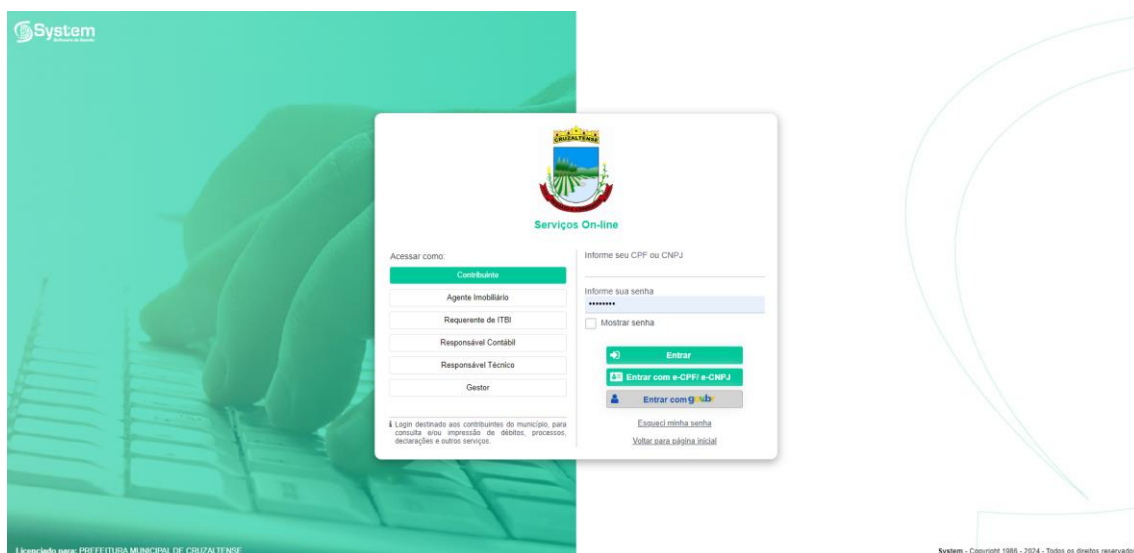 System
Software de Gestão
CRUZALTENSE
Serviços On-line
Acessar como:
Contribuinte
Agente Imobiliário
Requerente de ITBI
Responsável Contábil
Responsável Técnico
Gestor
Login destinado aos contribuintes do município, para
consulta e/ou impressão de débitos, processos,
declarações e outros serviços.
Informe seu CPF ou CNPJ
Informe sua senha
••••••••
Mostrar senha
Entrar
Entrar com e-CPF/ e-CNPJ
Entrar com gov.br
Esqueci minha senha
Voltar para página inicial
Licenciado para: PREFEITURA MUNICIPAL DE CRUZALTENSE
System - Copyright 1986 - 2024 - Todos os direitos reservados